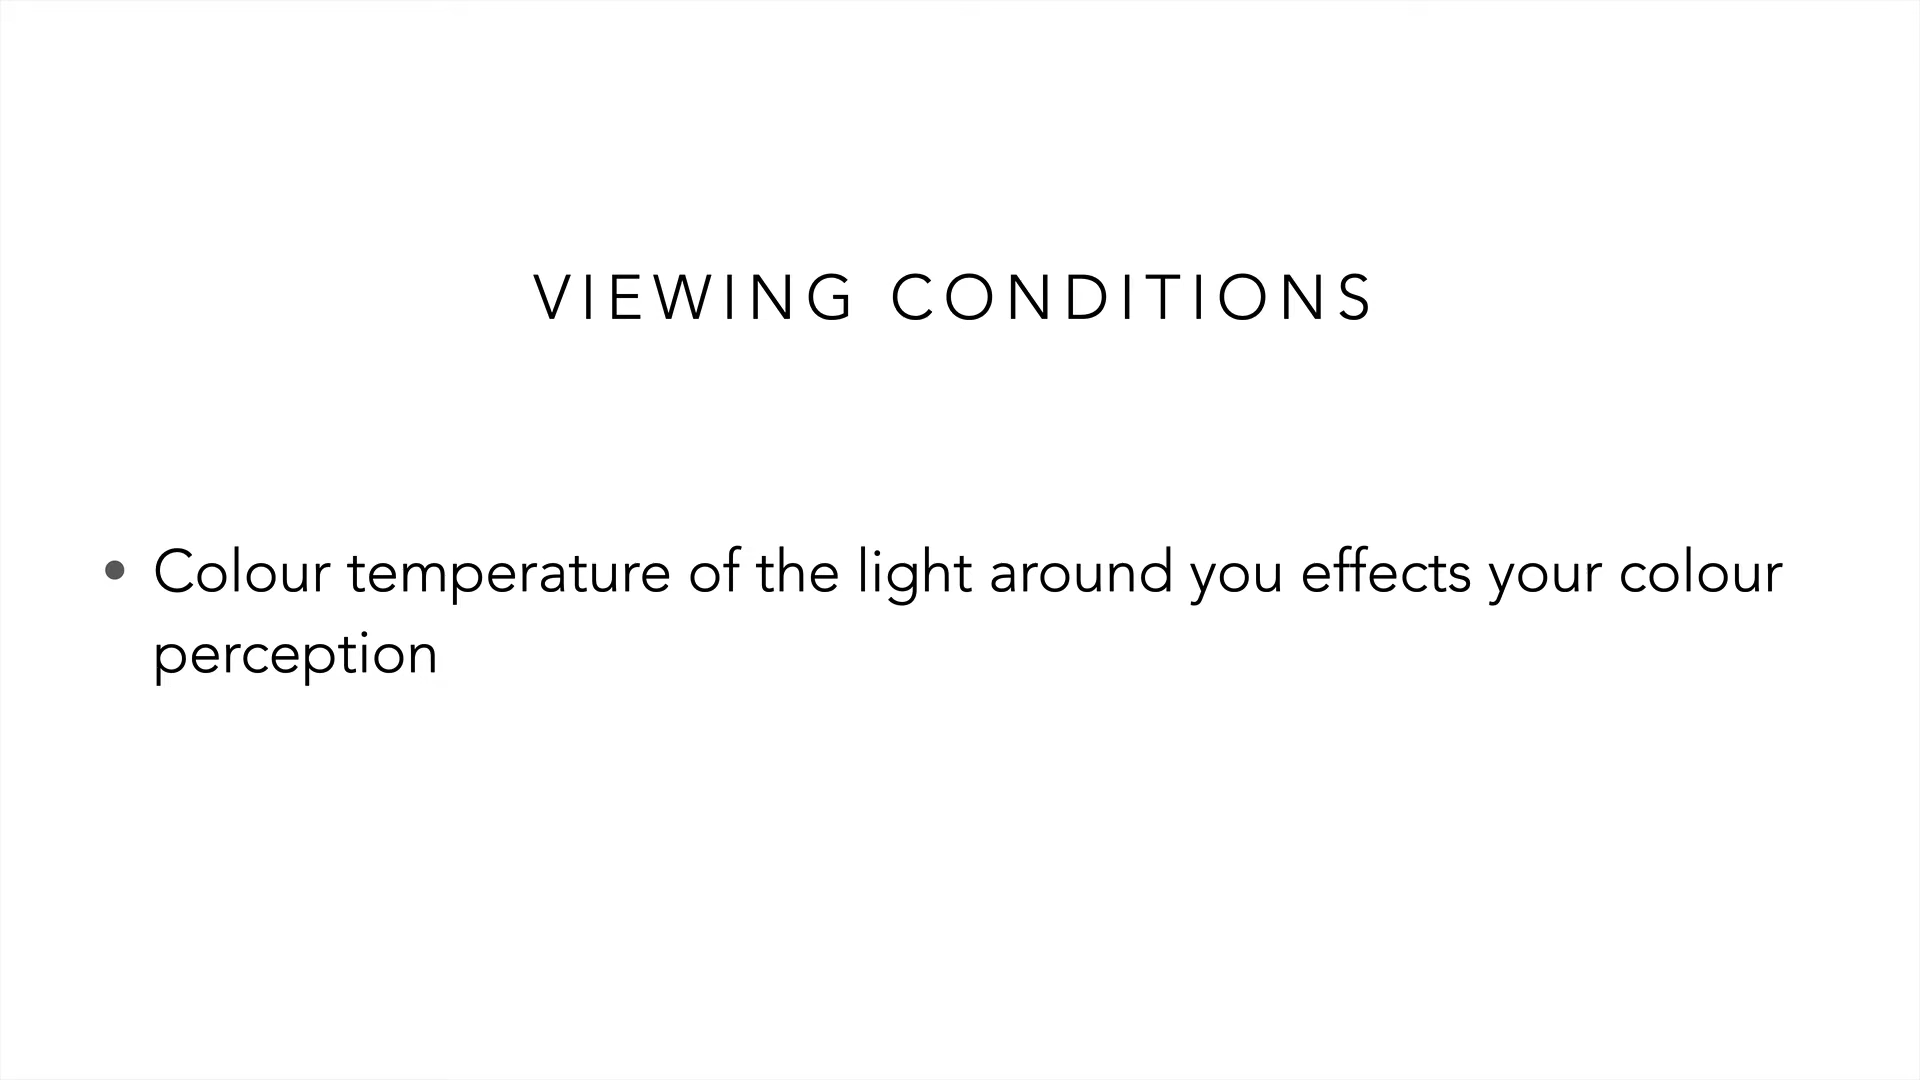 VIEWING CONDITIONS
• Colour temperature of the light around you effects your colour
perception